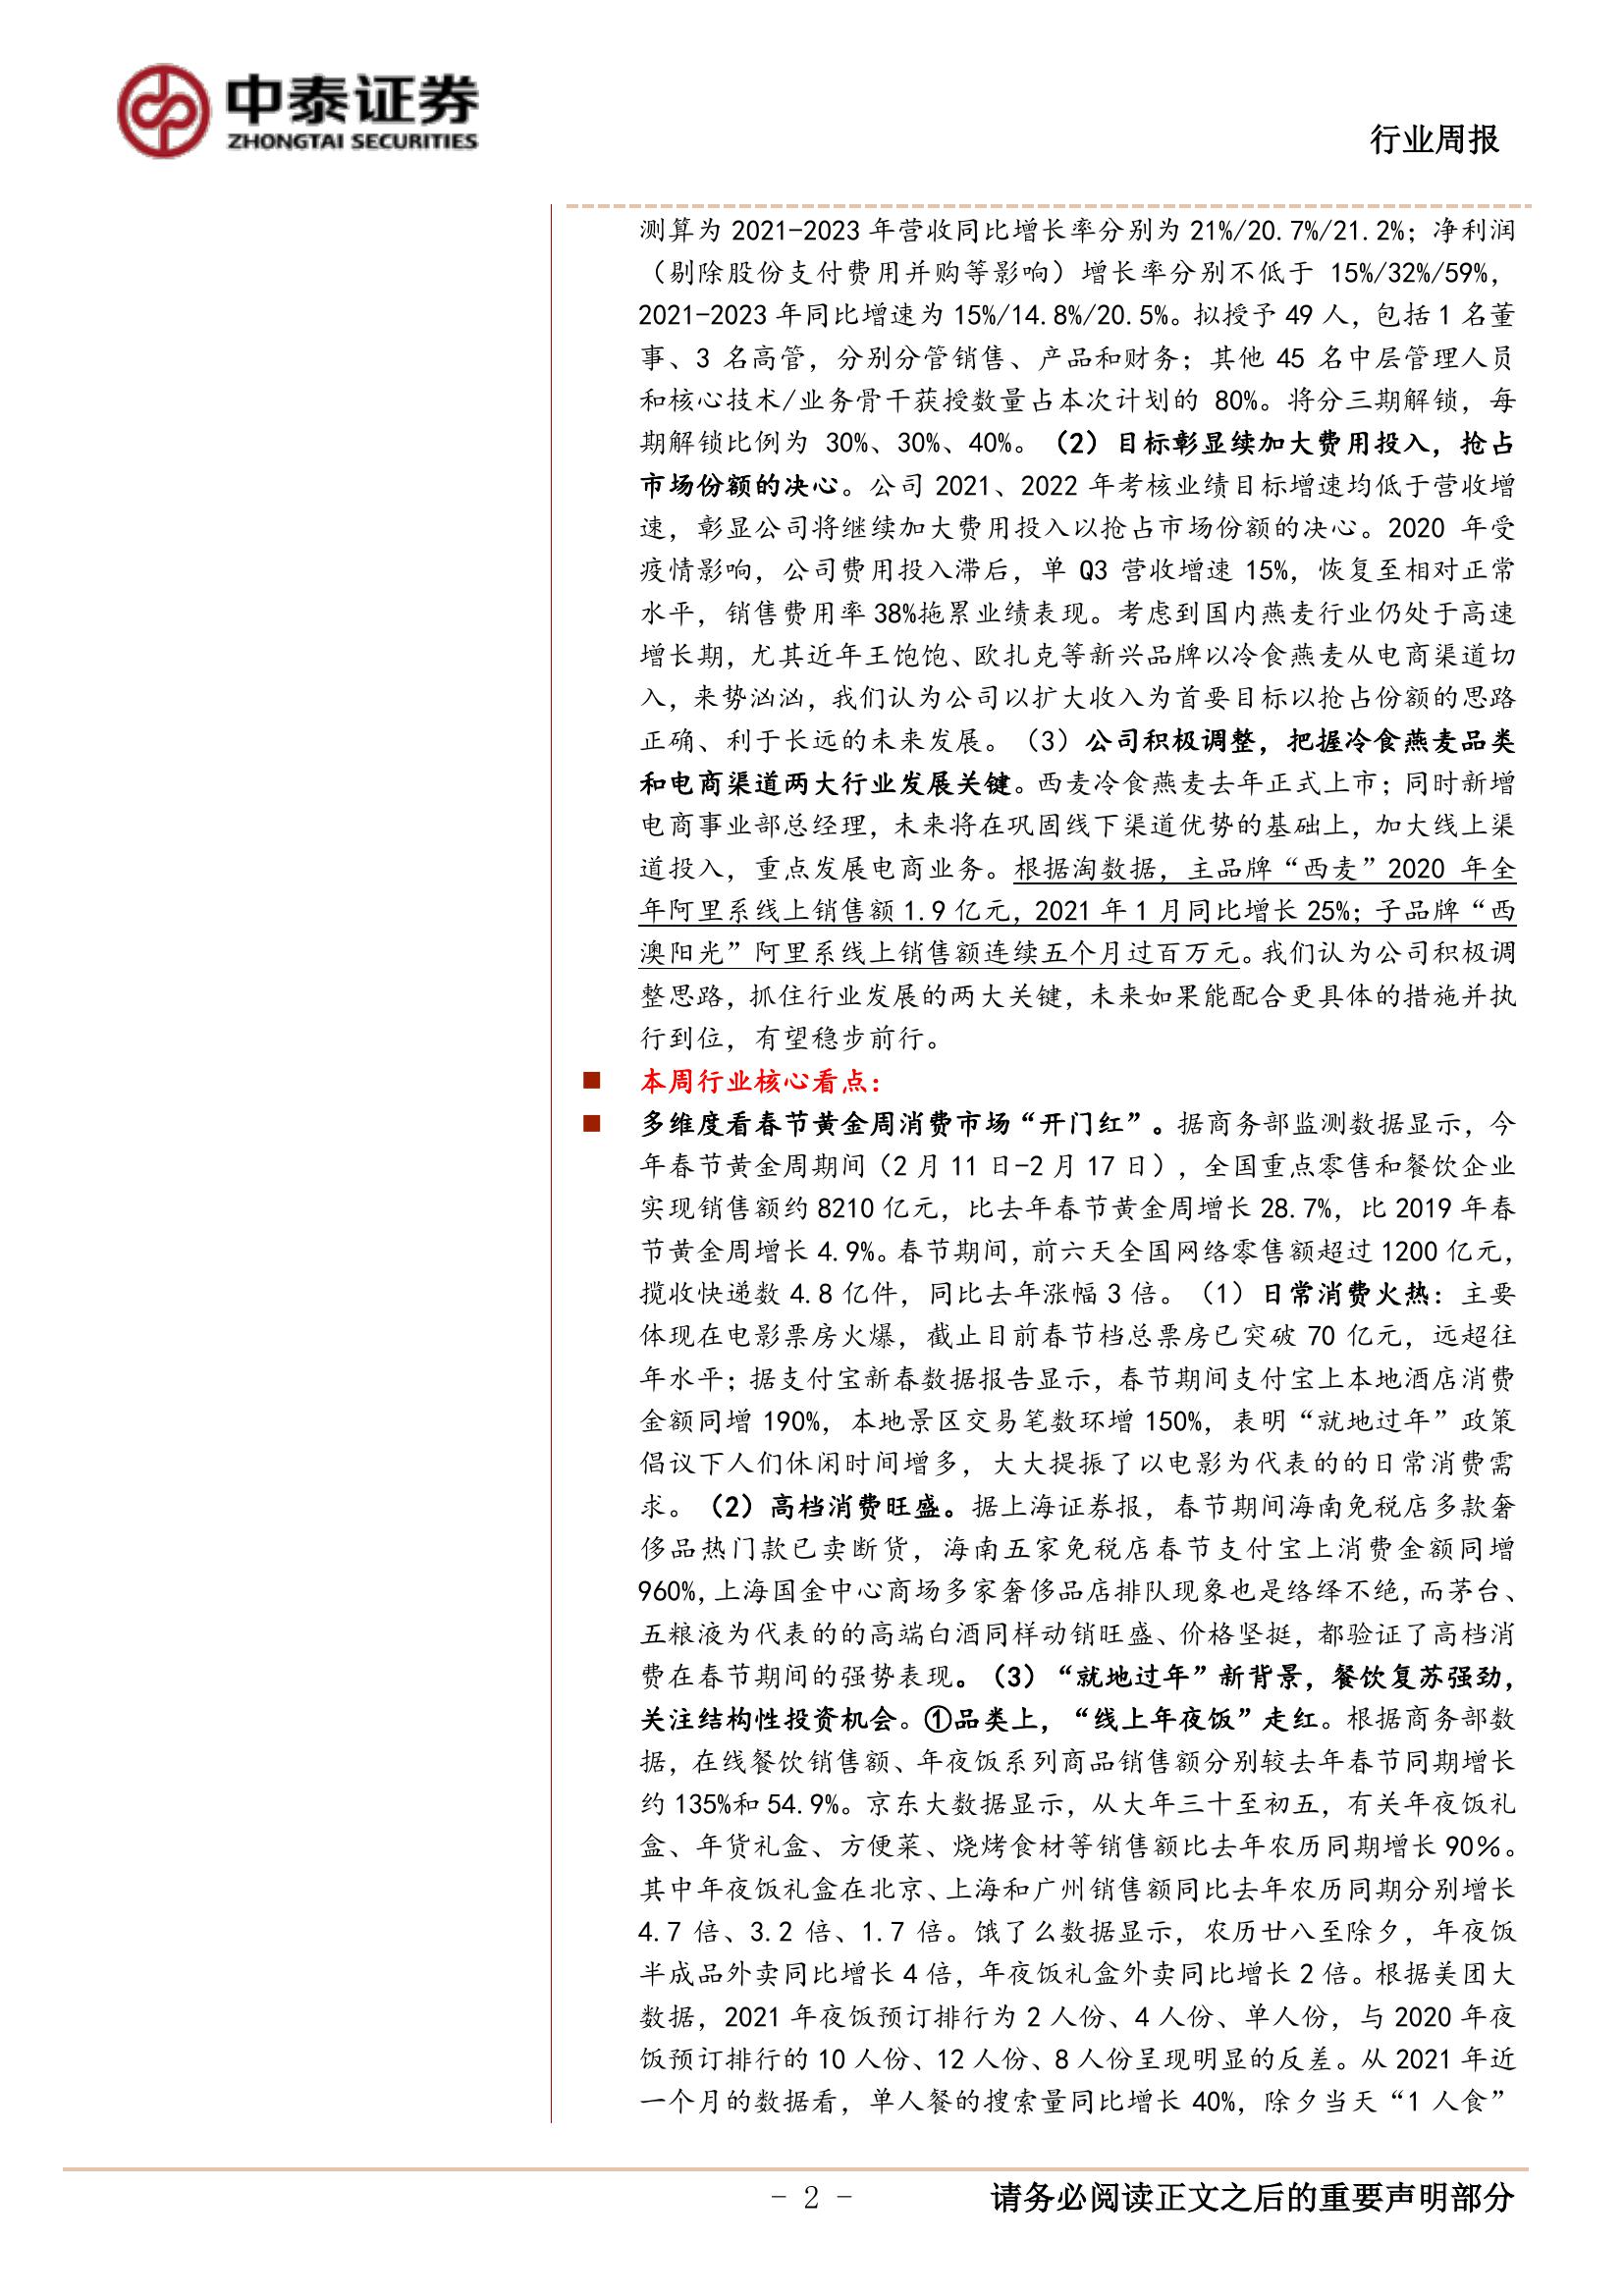 中泰证券
ZHONGTAI SECURITIES
行业周报
测算为 2021-2023 年营收同比增长率分别为 21%/20.7%/21.2%；净利润
（剔除股份支付费用并购等影响）增长率分别不低于 15%/32%/59%，
2021-2023 年同比增速为 15%/14.8%/20.5%。拟授予 49 人，包括 1 名董
事、3 名高管，分别分管销售、产品和财务；其他 45 名中层管理人员
和核心技术/业务骨干获授数量占本次计划的 80%。将分三期解锁，每
期解锁比例为 30%、30%、40%。（2）目标彰显续加大费用投入，抢占
市场份额的决心。公司 2021、2022 年考核业绩目标增速均低于营收增
速，彰显公司将继续加大费用投入以抢占市场份额的决心。2020 年受
疫情影响，公司费用投入滞后，单 Q3 营收增速 15%，恢复至相对正常
水平，销售费用率 38%拖累业绩表现。考虑到国内燕麦行业仍处于高速
增长期，尤其近年王饱饱、欧扎克等新兴品牌以冷食燕麦从电商渠道切
入，来势汹汹，我们认为公司以扩大收入为首要目标以抢占份额的思路
正确、利于长远的未来发展。（3）公司积极调整，把握冷食燕麦品类
和电商渠道两大行业发展关键。西麦冷食燕麦去年正式上市；同时新增
电商事业部总经理，未来将在巩固线下渠道优势的基础上，加大线上渠
道投入，重点发展电商业务。根据淘数据，主品牌“西麦”2020 年全
年阿里系线上销售额 1.9 亿元，2021 年 1 月同比增长 25%；子品牌“西
澳阳光”阿里系线上销售额连续五个月过百万元。我们认为公司积极调
整思路，抓住行业发展的两大关键，未来如果能配合更具体的措施并执
行到位，有望稳步前行。
■ 本周行业核心看点：
■ 多维度看春节黄金周消费市场“开门红”。据商务部监测数据显示，今
年春节黄金周期间（2 月 11 日-2 月 17 日），全国重点零售和餐饮企业
实现销售额约 8210 亿元，比去年春节黄金周增长 28.7%，比 2019 年春
节黄金周增长 4.9%。春节期间，前六天全国网络零售额超过 1200 亿元，
揽收快递数 4.8 亿件，同比去年涨幅 3 倍。（1）日常消费火热：主要
体现在电影票房火爆，截止目前春节档总票房已突破 70 亿元，远超往
年水平；据支付宝新春数据报告显示，春节期间支付宝上本地酒店消费
金额同增 190%，本地景区交易笔数环增 150%，表明“就地过年”政策
倡议下人们休闲时间增多，大大提振了以电影为代表的的日常消费需
求。（2）高档消费旺盛。据上海证券报，春节期间海南免税店多款奢
侈品热门款已卖断货，海南五家免税店春节支付宝上消费金额同增
960%，上海国金中心商场多家奢侈品店排队现象也是络绎不绝，而茅台、
五粮液为代表的的高端白酒同样动销旺盛、价格坚挺，都验证了高档消
费在春节期间的强势表现。（3）“就地过年”新背景，餐饮复苏强劲，
关注结构性投资机会。①品类上，“线上年夜饭”走红。根据商务部数
据，在线餐饮销售额、年夜饭系列商品销售额分别较去年春节同期增长
约 135%和 54.9%。京东大数据显示，从大年三十至初五，有关年夜饭礼
盒、年货礼盒、方便菜、烧烤食材等销售额比去年农历同期增长 90％。
其中年夜饭礼盒在北京、上海和广州销售额同比去年农历同期分别增长
4.7 倍、3.2 倍、1.7 倍。饿了么数据显示，农历廿八至除夕，年夜饭
半成品外卖同比增长 4 倍，年夜饭礼盒外卖同比增长 2 倍。根据美团大
数据，2021 年夜饭预订排行为 2 人份、4 人份、单人份，与 2020 年夜
饭预订排行的 10 人份、12 人份、8 人份呈现明显的反差。从 2021 年近
一个月的数据看，单人餐的搜索量同比增长 40%，除夕当天“1 人食”
- 2 -
请务必阅读正文之后的重要声明部分